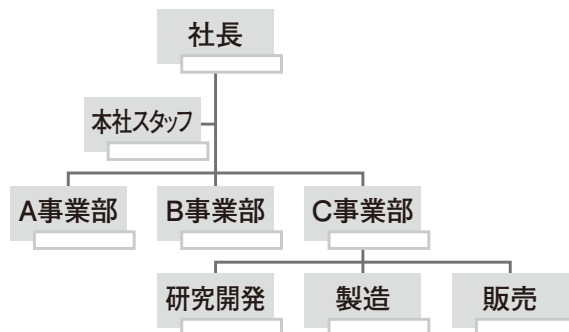 社長
本社スタッフ
A事業部
B事業部
C事業部
研究開発
製造
販売